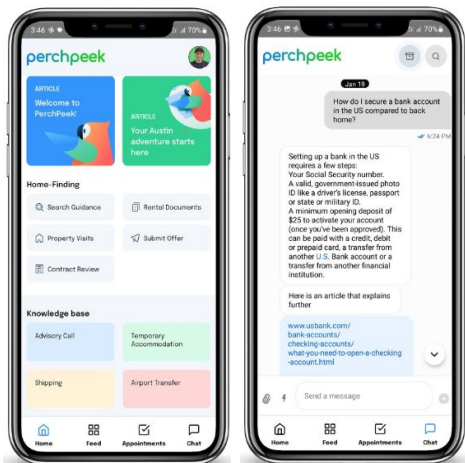 3:46
70%
perchpeek
ARTICLE
Welcome to
PerchPeek!
ARTICLE
Your Austin
adventure starts
here
Home-Finding
Search Guidance
Rental Documents
Property Visits
Submit Offer
Contract Review
Knowledge base
Advisory Call
Temporary
Accommodation
Shipping
Airport Transfer
Home
Feed
Appointments
Chat
3:46
70%
perchpeek
Jan 19
How do I secure a bank account
in the US compared to back
home?
6:24 PM
Setting up a bank in the US
requires a few steps:
Your Social Security number.
A valid, government-issued photo
ID like a driver's license, passport
or state or military ID.
A minimum opening deposit of
$25 to activate your account
(once you've been approved). This
can be paid with a credit, debit
or prepaid card, a transfer from
another U.S. Bank account or a
transfer from another financial
institution.
Here is an article that explains
further
www.usbank.com/
bank-accounts/
checking-accounts/
what-you-need-to-open-a-checking
-account.html
Send a message
Home
Feed
Appointments
Chat